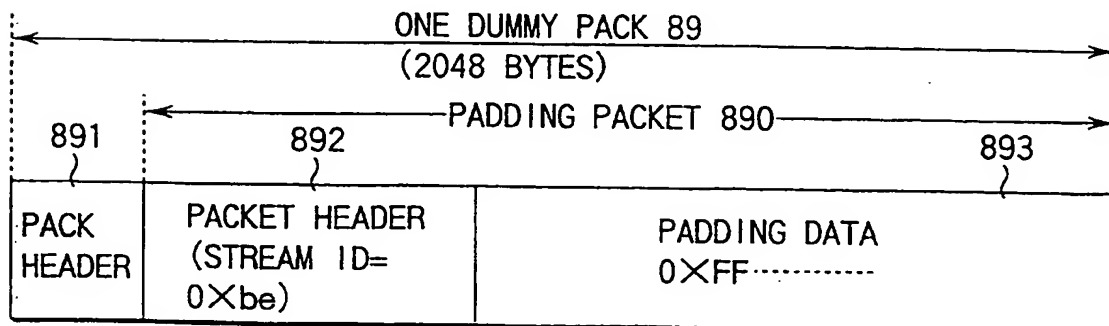 ONE DUMMY PACK 89
(2048 BYTES)
PADDING PACKET 890
891
892
893
PACK
HEADER
PACKET HEADER
(STREAM ID=
0×be)
PADDING DATA
0×FF------------